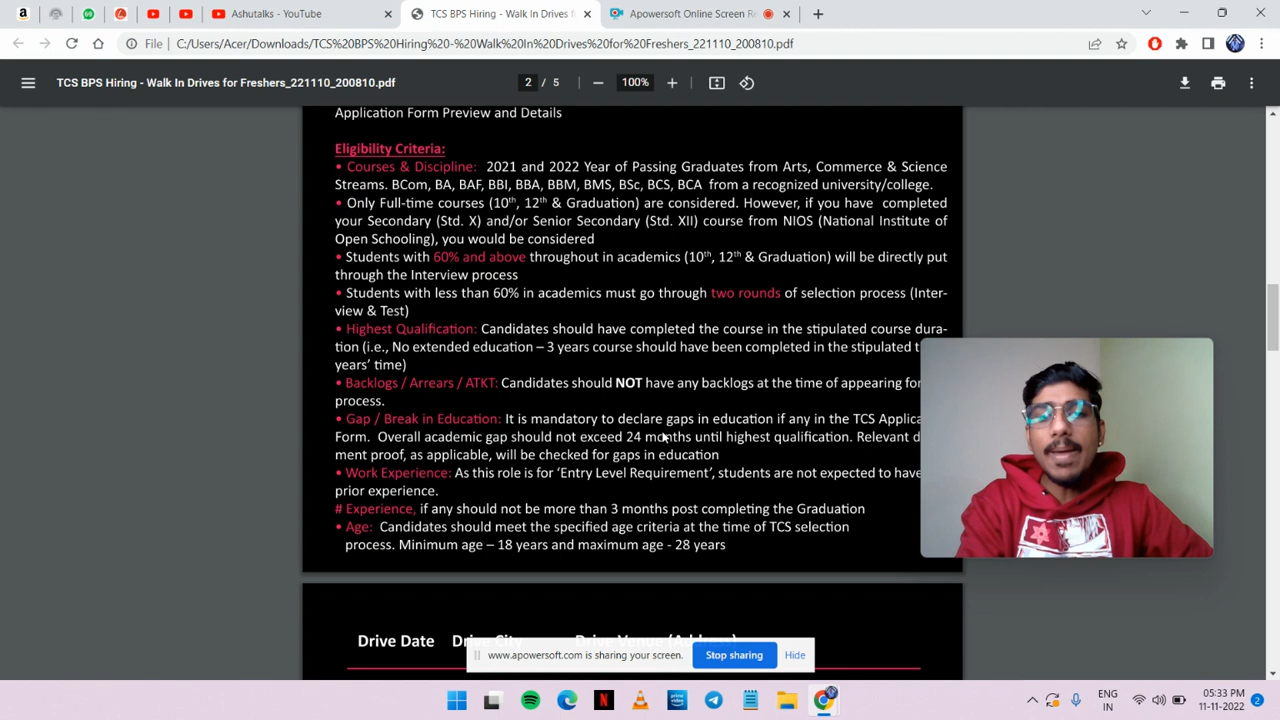 Ashutalks - YouTube
TCS BPS Hiring - Walk In Drives for
Apowersoft Online Screen Re
File
C:/Users/Acer/Downloads/TCS%20BPS%20Hiring%20-%20Walk%20In%20Drives%20for%20Freshers_221110_200810.pdf
TCS BPS Hiring - Walk In Drives for Freshers_221110_200810.pdf
2 / 5
100%
Application Form Preview and Details
Eligibility Criteria:
• Courses & Discipline: 2021 and 2022 Year of Passing Graduates from Arts, Commerce & Science
Streams. BCom, BA, BAF, BBI, BBA, BBM, BMS, BSc, BCS, BCA from a recognized university/college.
• Only Full-time courses (10th, 12th & Graduation) are considered. However, if you have completed
your Secondary (Std. X) and/or Senior Secondary (Std. XII) course from NIOS (National Institute of
Open Schooling), you would be considered
• Students with 60% and above throughout in academics (10th, 12th & Graduation) will be directly put
through the Interview process
• Students with less than 60% in academics must go through two rounds of selection process (Inter-
view & Test)
• Highest Qualification: Candidates should have completed the course in the stipulated course dura-
tion (i.e., No extended education – 3 years course should have been completed in the stipulated
years' time)
• Backlogs / Arrears / ATKT: Candidates should NOT have any backlogs at the time of appearing for
process.
• Gap / Break in Education: It is mandatory to declare gaps in education if any in the TCS Applica
Form. Overall academic gap should not exceed 24 months until highest qualification. Relevant d
ment proof, as applicable, will be checked for gaps in education
• Work Experience: As this role is for 'Entry Level Requirement', students are not expected to have
prior experience.
# Experience, if any should not be more than 3 months post completing the Graduation
• Age: Candidates should meet the specified age criteria at the time of TCS selection
process. Minimum age – 18 years and maximum age - 28 years
Drive Date Drive City Drive Venue (Address)
www.apowersoft.com is sharing your screen.
Stop sharing
Hide
ENG
IN
05:33 PM
11-11-2022
2